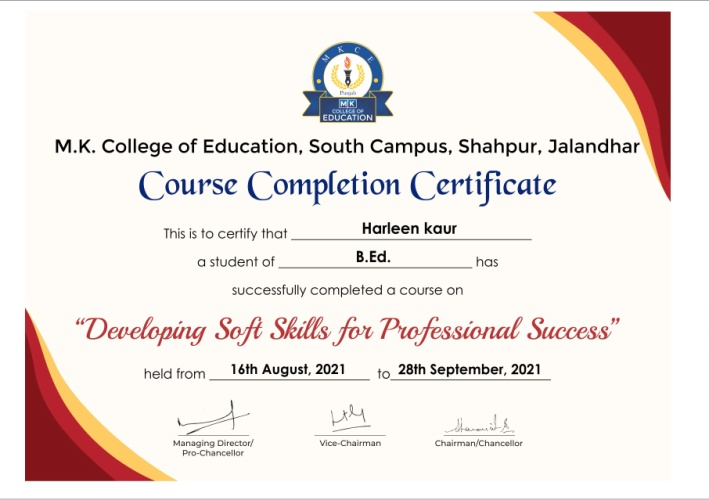 M K C E
Punjab
MK
COLLEGE OF
EDUCATION
M.K. College of Education, South Campus, Shahpur, Jalandhar
Course Completion Certificate
This is to certify that Harleen kaur
a student of B.Ed. has
successfully completed a course on
“Developing Soft Skills for Professional Success”
held from 16th August, 2021 to 28th September, 2021
Managing Director/ Vice-Chairman Chairman/Chancellor
Pro-Chancellor